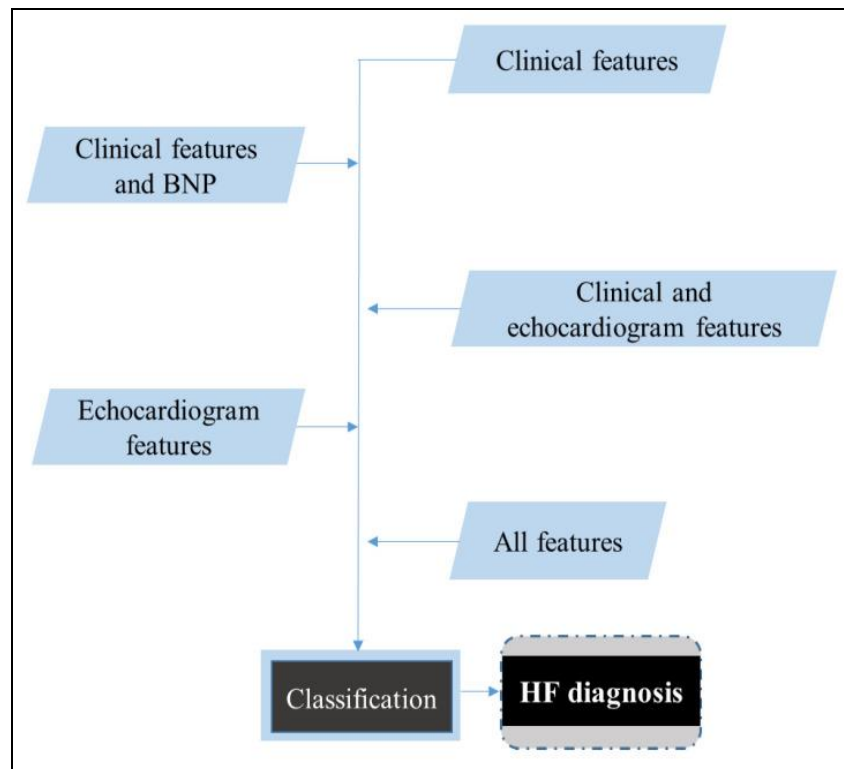 Clinical features
Clinical features
and BNP
Clinical and
echocardiogram features
Echocardiogram
features
All features
Classification
HF diagnosis